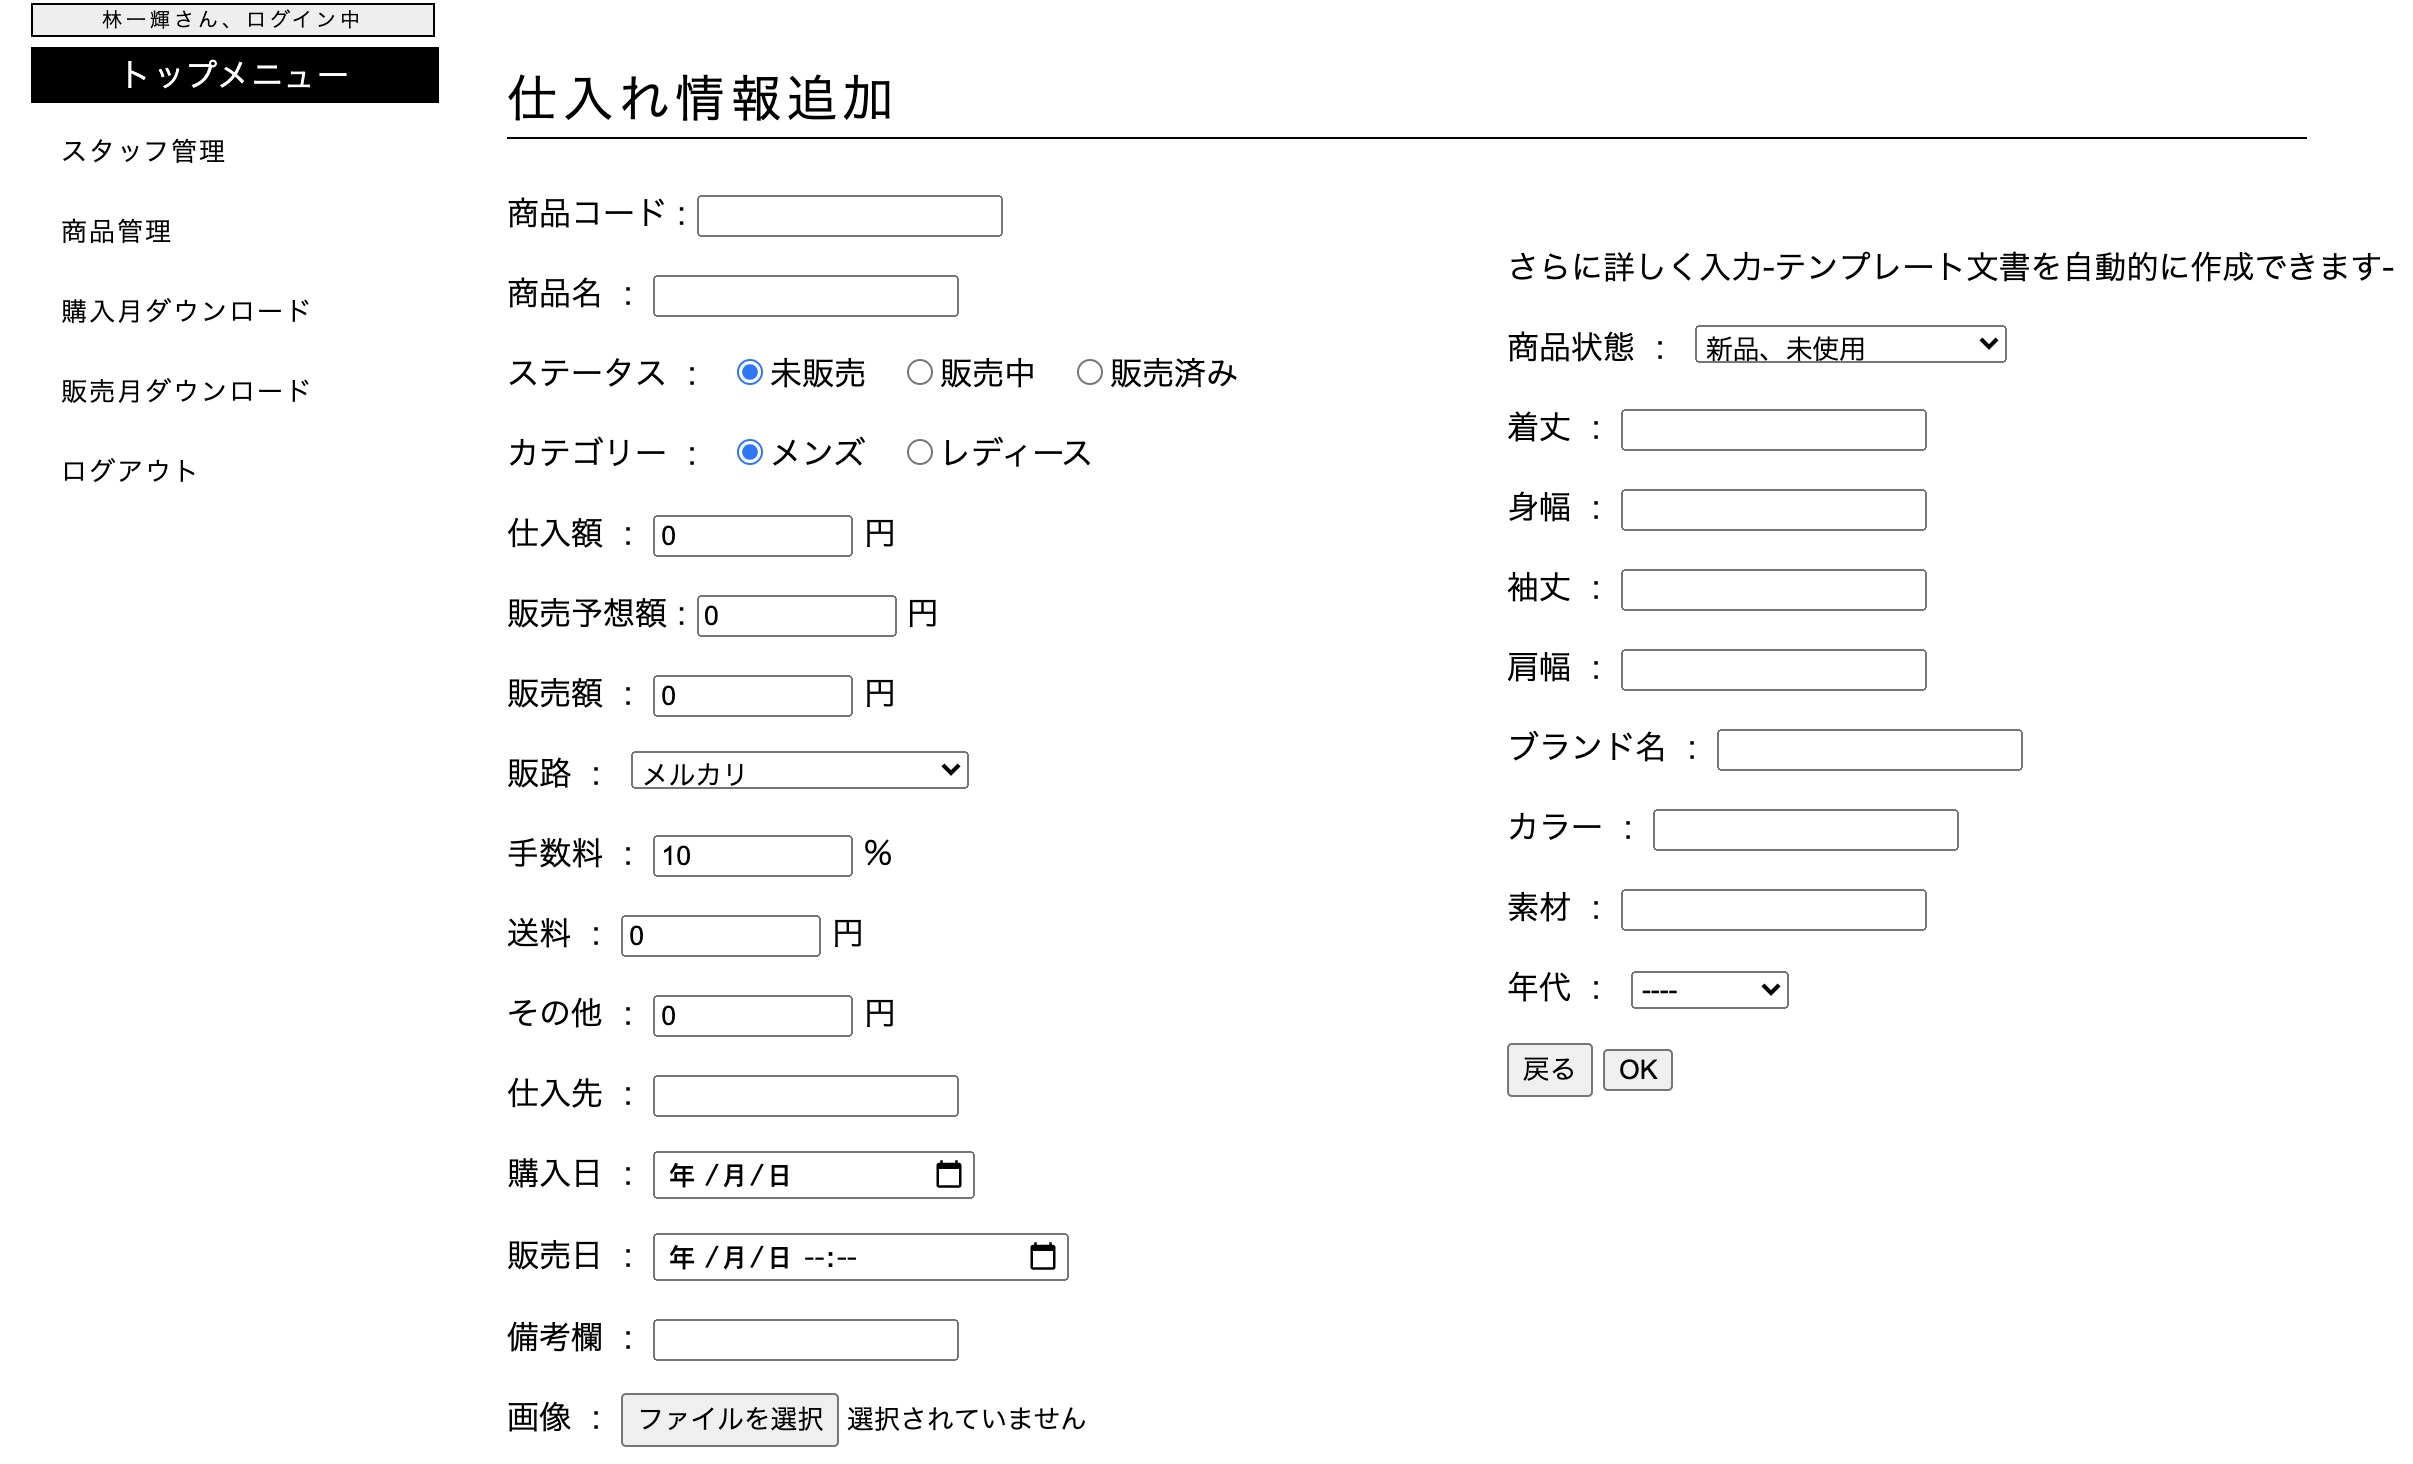 林一輝さん、ログイン中
トップメニュー
スタッフ管理
商品管理
購入月ダウンロード
販売月ダウンロード
ログアウト
仕入れ情報追加
商品コード：
商品名 ：
ステータス ： 未販売 販売中 販売済み
カテゴリー ： メンズ レディース
仕入額 ： 0 円
販売予想額：0 円
販売額 ： 0 円
販路 ： メルカリ
手数料 ： 10 %
送料 ： 0 円
その他 ： 0 円
仕入先 ：
購入日 ： 年 /月/日
販売日 ： 年 /月/日 --:--
備考欄 ：
画像 ： ファイルを選択 選択されていません
さらに詳しく入力-テンプレート文書を自動的に作成できます-
商品状態 ： 新品、未使用
着丈 ：
身幅 ：
袖丈 ：
肩幅 ：
ブランド名 ：
カラー ：
素材 ：
年代 ： ----
戻る OK